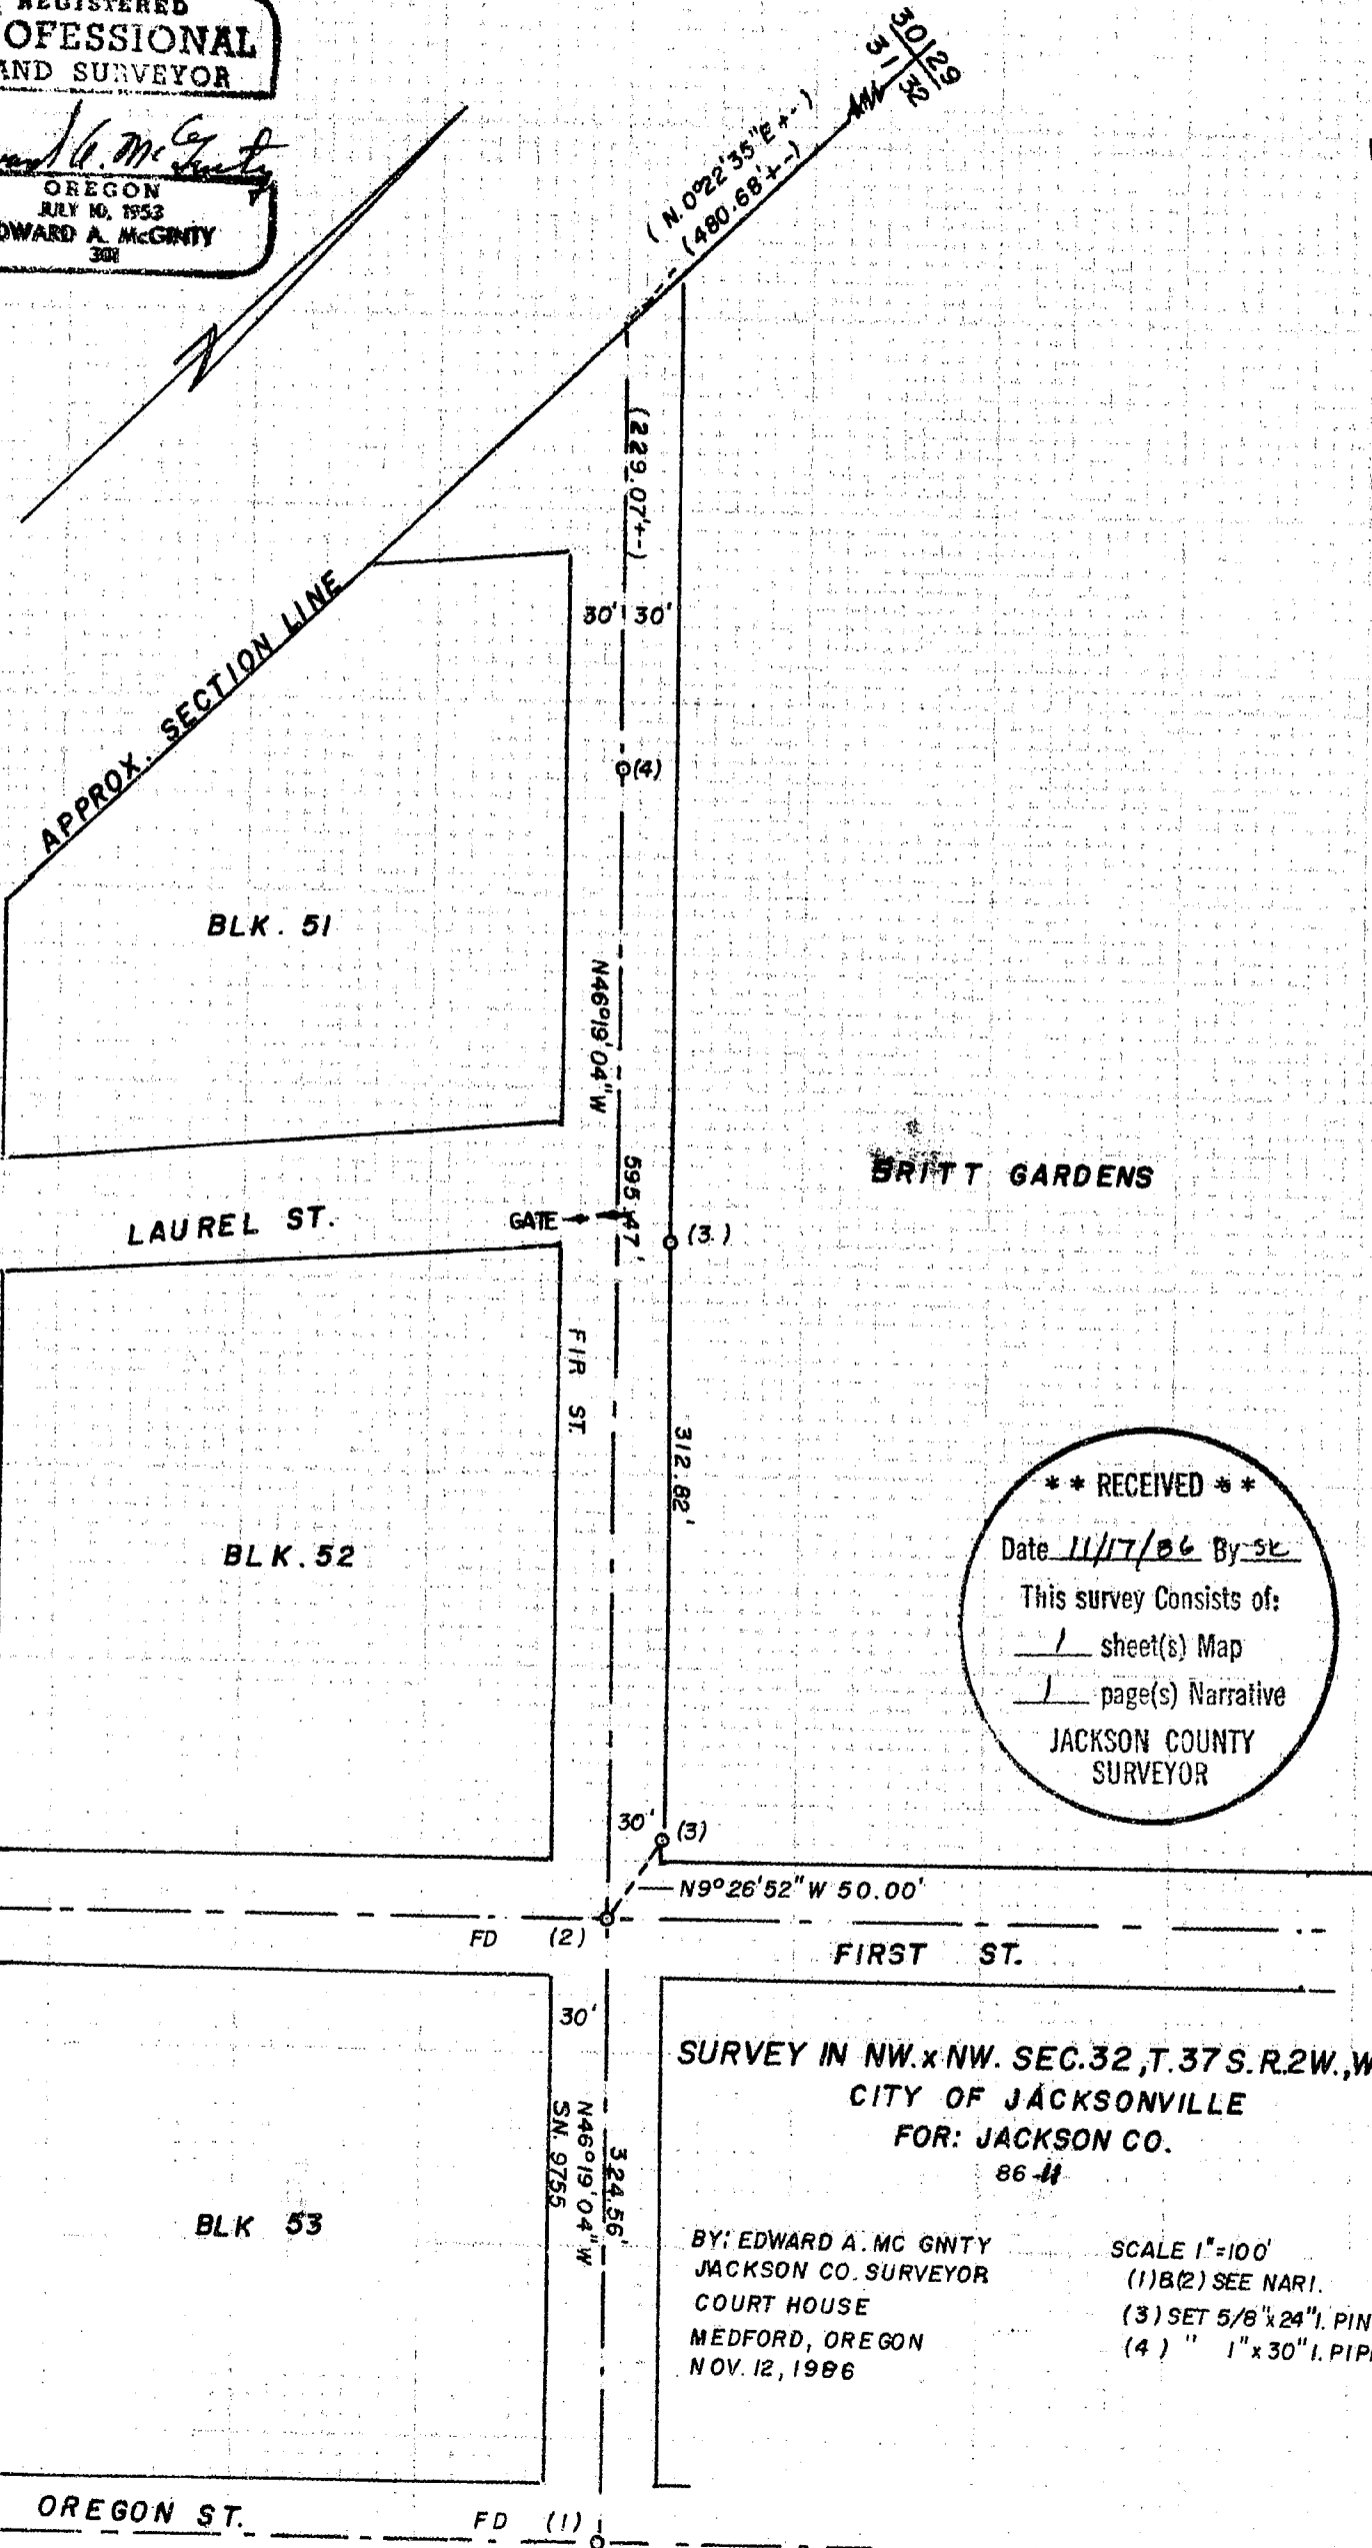 REGISTERED
OFESSIONAL
AND SURVEYOR
OREGON
JULY 10, 1953
DWARD A. McGINTY
30 29
31 32
(N.0°22'35"E +-)
(480.68'+-)
(229.07'+-)
30' 30'
APPROX. SECTION LINE
(4)
BLK. 51
N46°19'04"W
595.47'
BRITT GARDENS
LAUREL ST.
GATE
(3)
FIR ST.
312.82'
BLK. 52
* * RECEIVED * *
Date 11/17/86 By SK
This survey Consists of:
1 sheet(s) Map
1 page(s) Narrative
JACKSON COUNTY
SURVEYOR
30'
(3)
N9°26'52"W 50.00'
FD (2)
FIRST ST.
30'
SURVEY IN NW.x NW. SEC.32,T.37 S.R.2W.,W
CITY OF JACKSONVILLE
FOR: JACKSON CO.
N46°19'04"W
SN. 9755
324.56'
BLK 53
BY: EDWARD A. MC GINTY
JACKSON CO. SURVEYOR
COURT HOUSE
MEDFORD, OREGON
NOV. 12, 1986
SCALE 1"=100'
(1)&(2) SEE NAR1.
(3) SET 5/8"x24"I. PIN
(4) " 1"x30"I. PIP
OREGON ST.
FD (1)